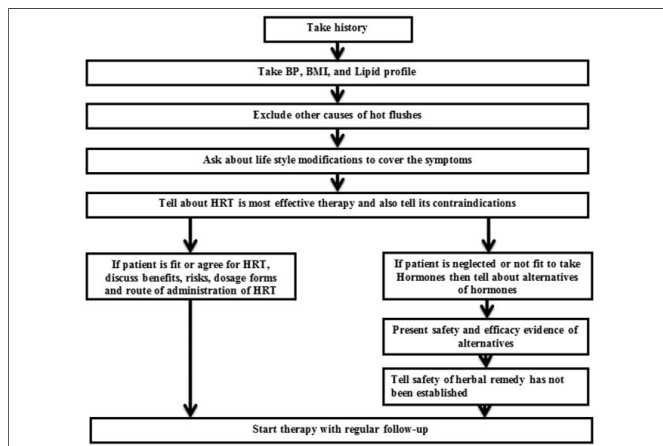 Take history
Take BP, BMI, and Lipid profile
Exclude other causes of hot flushes
Ask about life style modifications to cover the symptoms
Tell about HRT is most effective therapy and also tell its contraindications
If patient is fit or agree for HRT,
discuss benefits, risks, dosage forms
and route of administration of HRT
If patient is neglected or not fit to take
Hormones then tell about alternatives
of hormones
Present safety and efficacy evidence of
alternatives
Tell safety of herbal remedy has not
been established
Start therapy with regular follow-up